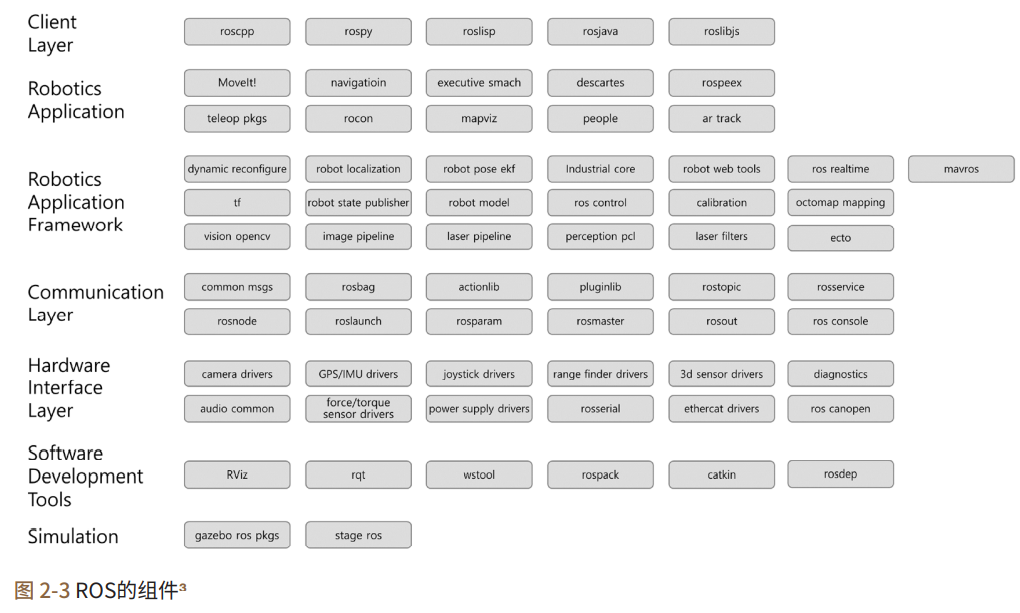 Client
Layer
roscpp rospy roslisp rosjava roslibjs
Robotics
Application
MoveIt! navigatioin executive smach descartes rospeex
teleop pkgs rocon mapviz people ar track
Robotics
Application
Framework
dynamic reconfigure robot localization robot pose ekf Industrial core robot web tools ros realtime mavros
tf robot state publisher robot model ros control calibration octomap mapping
vision opencv image pipeline laser pipeline perception pcl laser filters ecto
Communication
Layer
common msgs rosbag actionlib pluginlib rostopic rosservice
rosnode roslaunch rosparam rosmaster rosout ros console
Hardware
Interface
Layer
camera drivers GPS/IMU drivers joystick drivers range finder drivers 3d sensor drivers diagnostics
audio common force/torque sensor drivers power supply drivers rosserial ethercat drivers ros canopen
Software
Development
Tools
RViz rqt wstool rospack catkin rosdep
Simulation
gazebo ros pkgs stage ros
图 2-3 ROS的组件³